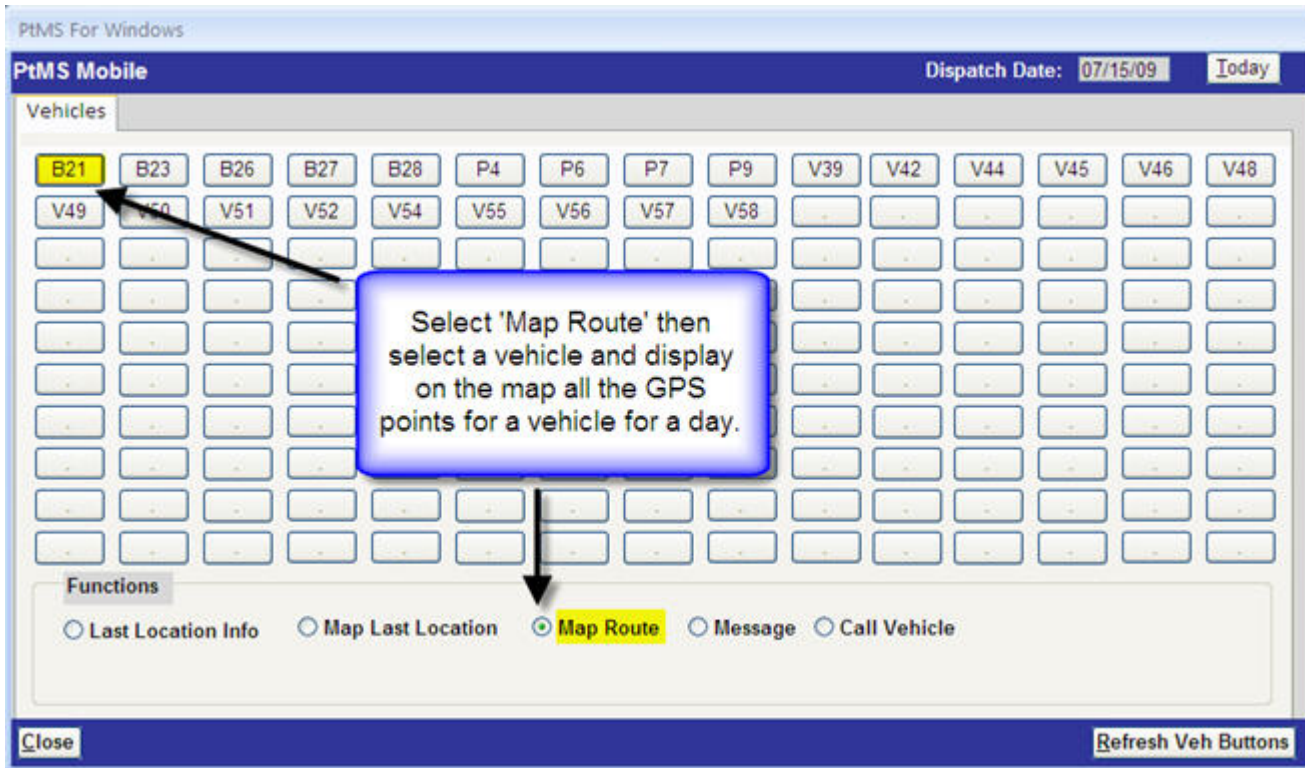 PtMS For Windows
PtMS Mobile Dispatch Date: 07/15/09 Today
Vehicles
B21 B23 B26 B27 B28 P4 P6 P7 P9 V39 V42 V44 V45 V46 V48
V49 V50 V51 V52 V54 V55 V56 V57 V58
Select 'Map Route' then
select a vehicle and display
on the map all the GPS
points for a vehicle for a day.
Functions
Last Location Info Map Last Location Map Route Message Call Vehicle
Close Refresh Veh Buttons